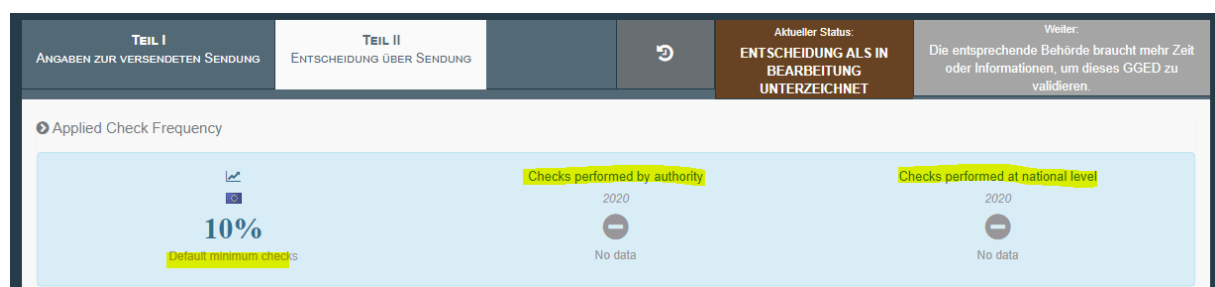 Teil I
Angaben zur versendeten Sendung
Teil II
Entscheidung über Sendung
Aktueller Status:
ENTSCHEIDUNG ALS IN
BEARBEITUNG
UNTERZEICHNET
Weiter:
Die entsprechende Behörde braucht mehr Zeit
oder Informationen, um dieses GGED zu
validieren.
Applied Check Frequency
10%
Default minimum checks
Checks performed by authority
2020
No data
Checks performed at national level
2020
No data